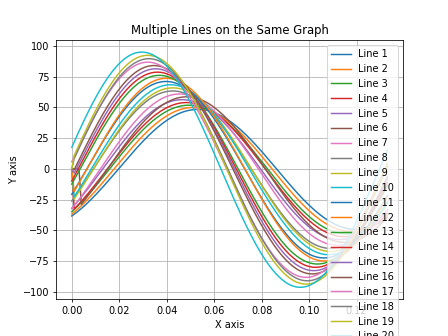 Multiple Lines on the Same Graph
100
75
50
25
0
−25
−50
−75
−100
Y axis
0.00
0.02
0.04
0.06
0.08
0.10
X axis
Line 1
Line 2
Line 3
Line 4
Line 5
Line 6
Line 7
Line 8
Line 9
Line 10
Line 11
Line 12
Line 13
Line 14
Line 15
Line 16
Line 17
Line 18
Line 19
Line 20